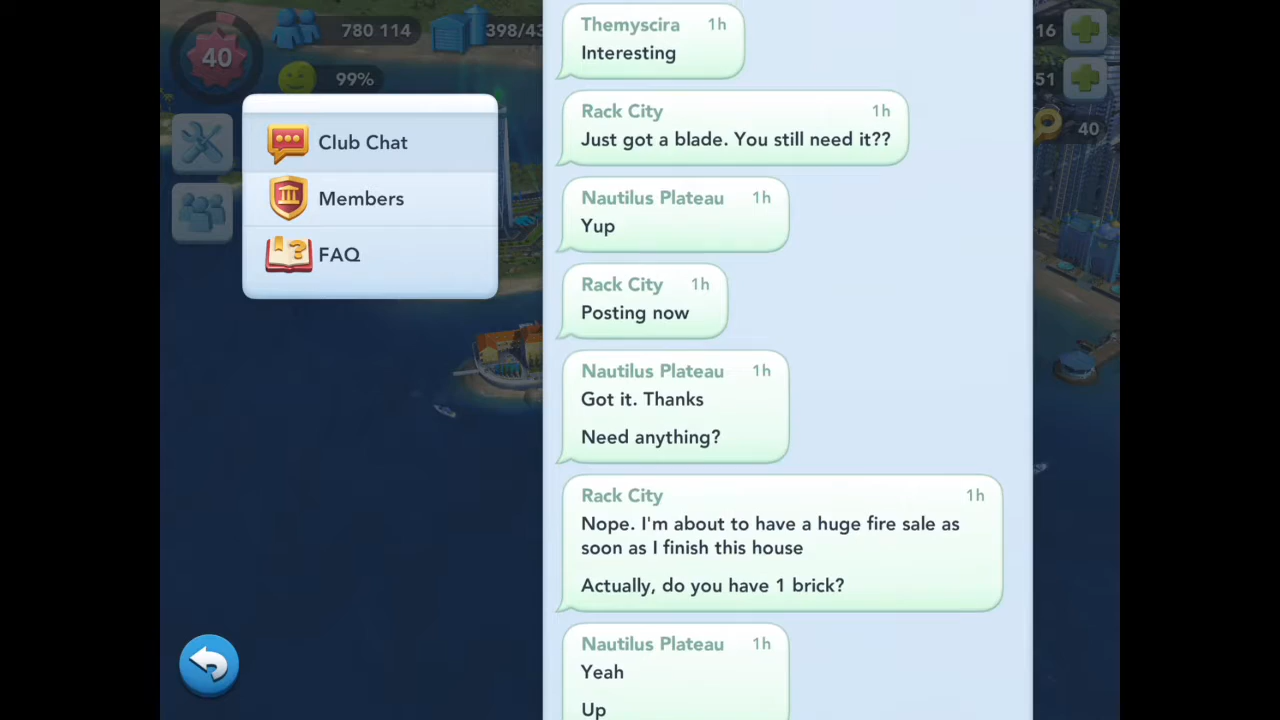 40
780 114
398/43
99%
16
51
40
Club Chat
Members
FAQ
Themyscira 1h
Interesting
Rack City 1h
Just got a blade. You still need it??
Nautilus Plateau 1h
Yup
Rack City 1h
Posting now
Nautilus Plateau 1h
Got it. Thanks
Need anything?
Rack City 1h
Nope. I'm about to have a huge fire sale as
soon as I finish this house
Actually, do you have 1 brick?
Nautilus Plateau 1h
Yeah
Up